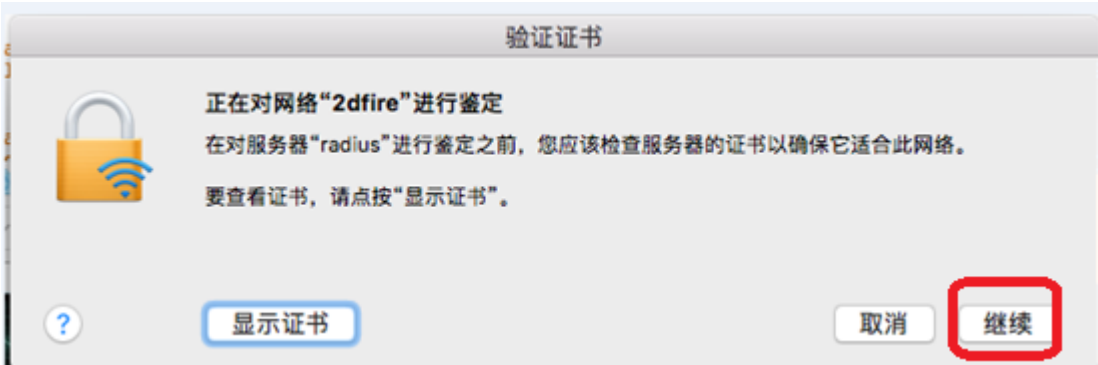 验证证书
正在对网络“2dfire”进行鉴定
在对服务器“radius”进行鉴定之前，您应该检查服务器的证书以确保它适合此网络。
要查看证书，请点按“显示证书”。
?
显示证书
取消
继续